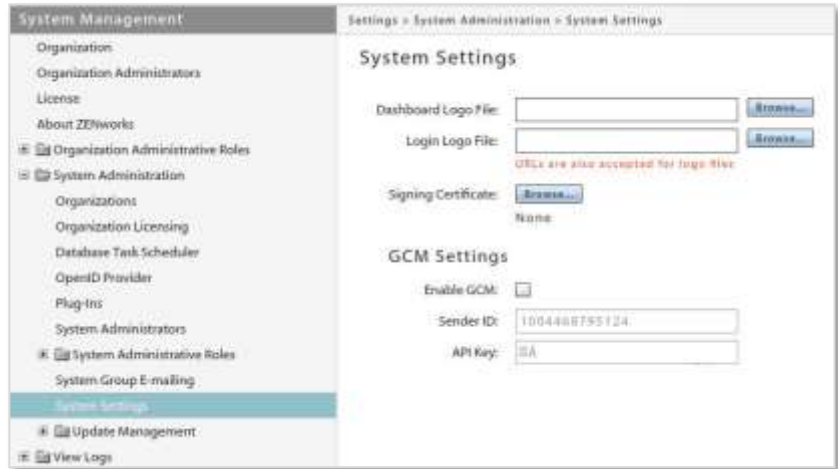 System Management
Organization
Organization Administrators
License
About ZENworks
Organization Administrative Roles
System Administration
Organizations
Organization Licensing
Database Task Scheduler
OpenID Provider
Plug-Ins
System Administrators
System Administrative Roles
System Group E-mailing
System Settings
Update Management
View Logs
Settings > System Administration > System Settings
System Settings
Dashboard Logo File:
Browse...
Login Logo File:
Browse...
URLs are also accepted for logo files
Signing Certificate:
Browse...
None
GCM Settings
Enable GCM:
Sender ID:
1004468795124
API Key: